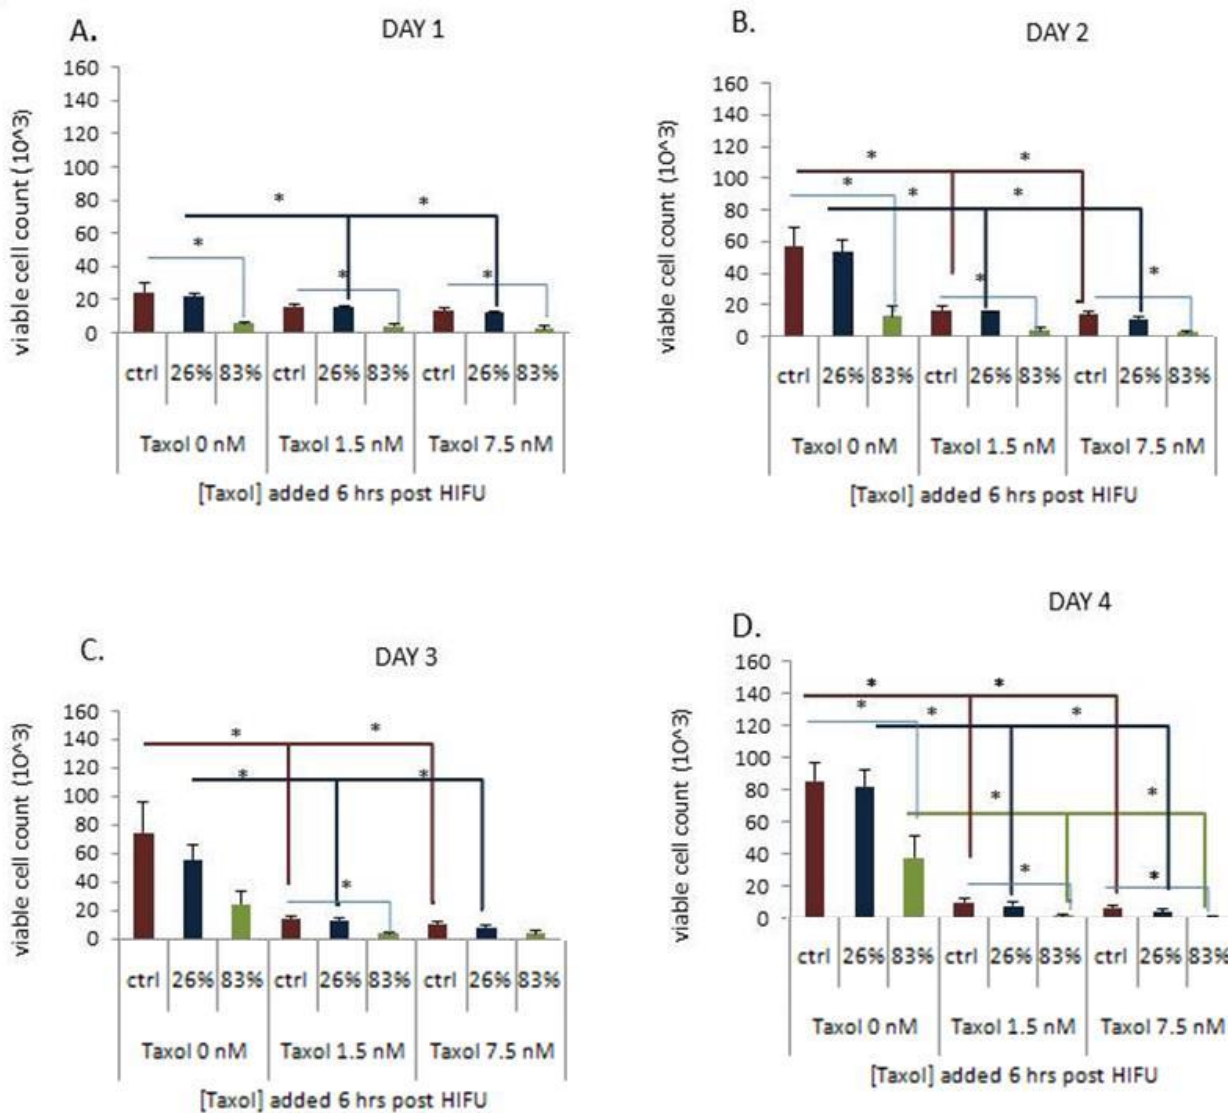 A.
DAY 1
viable cell count (10^3)
160
140
120
100
80
60
40
20
0
* * * * *
ctrl 26% 83% ctrl 26% 83% ctrl 26% 83%
Taxol 0 nM Taxol 1.5 nM Taxol 7.5 nM
[Taxol] added 6 hrs post HIFU
B.
DAY 2
viable cell count (10^3)
160
140
120
100
80
60
40
20
0
* * * * * * *
ctrl 26% 83% ctrl 26% 83% ctrl 26% 83%
Taxol 0 nM Taxol 1.5 nM Taxol 7.5 nM
[Taxol] added 6 hrs post HIFU
C.
DAY 3
viable cell count (10^3)
160
140
120
100
80
60
40
20
0
* * * * *
ctrl 26% 83% ctrl 26% 83% ctrl 26% 83%
Taxol 0 nM Taxol 1.5 nM Taxol 7.5 nM
[Taxol] added 6 hrs post HIFU
D.
DAY 4
viable cell count (10^3)
160
140
120
100
80
60
40
20
0
* * * * * * * * *
ctrl 26% 83% ctrl 26% 83% ctrl 26% 83%
Taxol 0 nM Taxol 1.5 nM Taxol 7.5 nM
[Taxol] added 6 hrs post HIFU